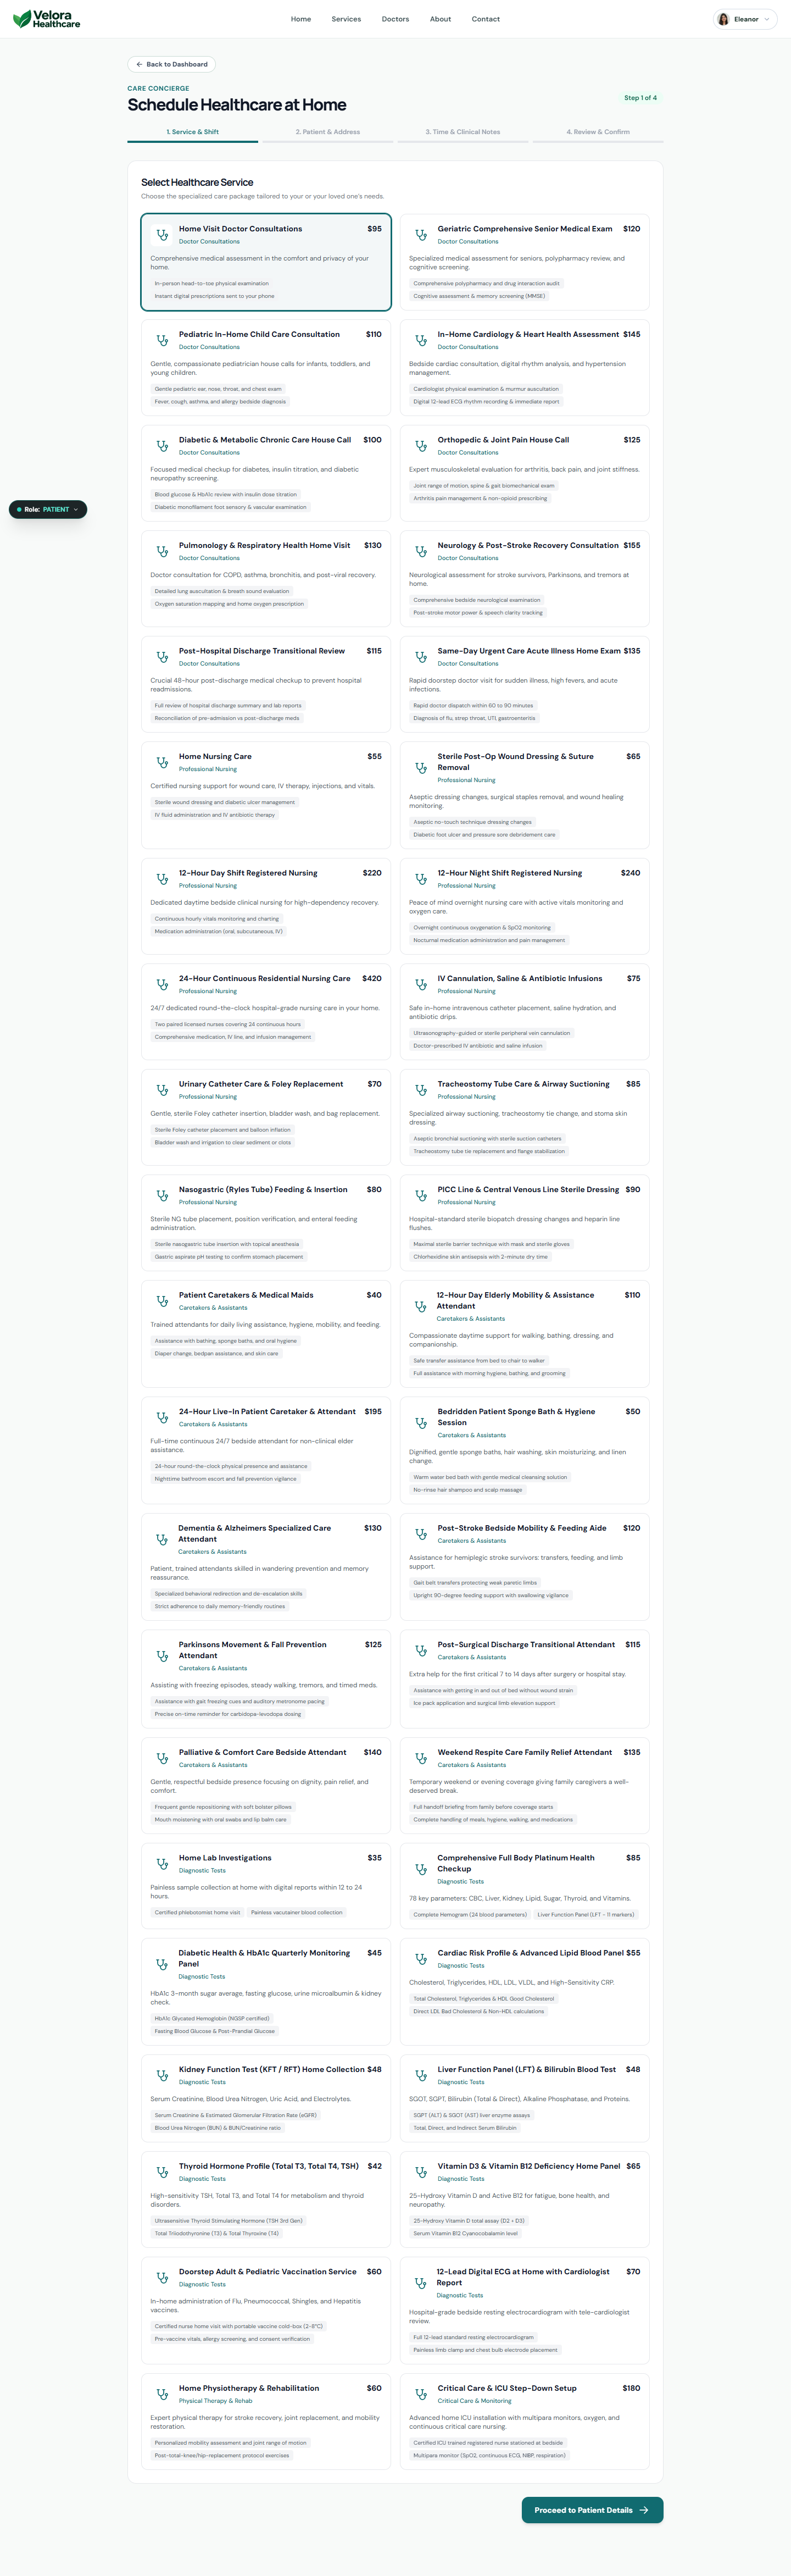 Velora
Healthcare
Home
Services
Doctors
About
Contact
Eleanor
Back to Dashboard
CARE CONCIERGE
Schedule Healthcare at Home
Step 1 of 4
1. Service & Shift
2. Patient & Address
3. Time & Clinical Notes
4. Review & Confirm
Select Healthcare Service
Choose the specialized care package tailored to your or your loved one's needs.
Home Visit Doctor Consultations $95
Doctor Consultations
Comprehensive medical assessment in the comfort and privacy of your
home.
In-person head-to-toe physical examination
Instant digital prescriptions sent to your phone
Geriatric Comprehensive Senior Medical Exam $120
Doctor Consultations
Specialized medical assessment for seniors, polypharmacy review, and
cognitive screening.
Comprehensive polypharmacy and drug interaction audit
Cognitive assessment & memory screening (MMSE)
Pediatric In-Home Child Care Consultation $110
Doctor Consultations
Gentle, compassionate pediatrician house calls for infants, toddlers, and
young children.
Gentle pediatric ear, nose, throat, and chest exam
Fever, cough, asthma, and allergy bedside diagnosis
In-Home Cardiology & Heart Health Assessment $145
Doctor Consultations
Bedside cardiac consultation, digital rhythm analysis, and hypertension
management.
Cardiologist physical examination & murmur auscultation
Digital 12-lead ECG rhythm recording & immediate report
Diabetic & Metabolic Chronic Care House Call $100
Doctor Consultations
Focused medical checkup for diabetes, insulin titration, and diabetic
neuropathy screening.
Blood glucose & HbA1c review with insulin dose titration
Diabetic monofilament foot sensory & vascular examination
Orthopedic & Joint Pain House Call $125
Doctor Consultations
Expert musculoskeletal evaluation for arthritis, back pain, and joint stiffness.
Joint range of motion, spine & gait biomechanical exam
Arthritis pain management & non-opioid prescribing
Role: PATIENT
Pulmonology & Respiratory Health Home Visit $130
Doctor Consultations
Doctor consultation for COPD, asthma, bronchitis, and post-viral recovery.
Detailed lung auscultation & breath sound evaluation
Oxygen saturation mapping and home oxygen prescription
Neurology & Post-Stroke Recovery Consultation $155
Doctor Consultations
Neurological assessment for stroke survivors, Parkinsons, and tremors at
home.
Comprehensive bedside neurological examination
Post-stroke motor power & speech clarity tracking
Post-Hospital Discharge Transitional Review $115
Doctor Consultations
Crucial 48-hour post-discharge medical checkup to prevent hospital
readmissions.
Full review of hospital discharge summary and lab reports
Reconciliation of pre-admission vs post-discharge meds
Same-Day Urgent Care Acute Illness Home Exam $135
Doctor Consultations
Rapid doorstep doctor visit for sudden illness, high fevers, and acute
infections.
Rapid doctor dispatch within 60 to 90 minutes
Diagnosis of flu, strep throat, UTI, gastroenteritis
Home Nursing Care $55
Professional Nursing
Certified nursing support for wound care, IV therapy, injections, and vitals.
Sterile wound dressing and diabetic ulcer management
IV fluid administration and IV antibiotic therapy
Sterile Post-Op Wound Dressing & Suture $65
Removal
Professional Nursing
Aseptic dressing changes, surgical staples removal, and wound healing
monitoring.
Aseptic no-touch technique dressing changes
Diabetic foot ulcer and pressure sore debridement care
12-Hour Day Shift Registered Nursing $220
Professional Nursing
Dedicated daytime bedside clinical nursing for high-dependency recovery.
Continuous hourly vitals monitoring and charting
Medication administration (oral, subcutaneous, IV)
12-Hour Night Shift Registered Nursing $240
Professional Nursing
Peace of mind overnight nursing care with active vitals monitoring and
oxygen care.
Overnight continuous oxygenation & SpO2 monitoring
Nocturnal medication administration and pain management
24-Hour Continuous Residential Nursing Care $420
Professional Nursing
24/7 dedicated round-the-clock hospital-grade nursing care in your home.
Two paired licensed nurses covering 24 continuous hours
Comprehensive medication, IV line, and infusion management
IV Cannulation, Saline & Antibiotic Infusions $75
Professional Nursing
Safe in-home intravenous catheter placement, saline hydration, and
antibiotic drips.
Ultrasonography-guided or sterile peripheral vein cannulation
Doctor-prescribed IV antibiotic and saline infusion
Urinary Catheter Care & Foley Replacement $70
Professional Nursing
Gentle, sterile Foley catheter insertion, bladder wash, and bag replacement.
Sterile Foley catheter placement and balloon inflation
Bladder wash and irrigation to clear sediment or clots
Tracheostomy Tube Care & Airway Suctioning $85
Professional Nursing
Specialized airway suctioning, tracheostomy tie change, and stoma skin
dressing.
Aseptic bronchial suctioning with sterile suction catheters
Tracheostomy tube tie replacement and flange stabilization
Nasogastric (Ryles Tube) Feeding & Insertion $80
Professional Nursing
Sterile NG tube placement, position verification, and enteral feeding
administration.
Sterile nasogastric tube insertion with topical anesthesia
Gastric aspirate pH testing to confirm stomach placement
PICC Line & Central Venous Line Sterile Dressing $90
Professional Nursing
Hospital-standard sterile biopatch dressing changes and heparin line
flushes.
Maximal sterile barrier technique with mask and sterile gloves
Chlorhexidine skin antisepsis with 2-minute dry time
Patient Caretakers & Medical Maids $40
Caretakers & Assistants
Trained attendants for daily living assistance, hygiene, mobility, and feeding.
Assistance with bathing, sponge baths, and oral hygiene
Diaper change, bedpan assistance, and skin care
12-Hour Day Elderly Mobility & Assistance $110
Attendant
Caretakers & Assistants
Compassionate daytime support for walking, bathing, dressing, and
companionship.
Safe transfer assistance from bed to chair to walker
Full assistance with morning hygiene, bathing, and grooming
24-Hour Live-In Patient Caretaker & Attendant $195
Caretakers & Assistants
Full-time continuous 24/7 bedside attendant for non-clinical elder
assistance.
24-hour round-the-clock physical presence and assistance
Nighttime bathroom escort and fall prevention vigilance
Bedridden Patient Sponge Bath & Hygiene $50
Session
Caretakers & Assistants
Dignified, gentle sponge baths, hair washing, skin moisturizing, and linen
change.
Warm water bed bath with gentle medical cleansing solution
No-rinse hair shampoo and scalp massage
Dementia & Alzheimers Specialized Care $130
Attendant
Caretakers & Assistants
Patient, trained attendants skilled in wandering prevention and memory
reassurance.
Specialized behavioral redirection and de-escalation skills
Strict adherence to daily memory-friendly routines
Post-Stroke Bedside Mobility & Feeding Aide $120
Caretakers & Assistants
Assistance for hemiplegic stroke survivors: transfers, feeding, and limb
support.
Gait belt transfers protecting weak paretic limbs
Upright 90-degree feeding support with swallowing vigilance
Parkinsons Movement & Fall Prevention $125
Attendant
Caretakers & Assistants
Assisting with freezing episodes, steady walking, tremors, and timed meds.
Assistance with gait freezing cues and auditory metronome pacing
Precise on-time reminder for carbidopa-levodopa dosing
Post-Surgical Discharge Transitional Attendant $115
Caretakers & Assistants
Extra help for the first critical 7 to 14 days after surgery or hospital stay.
Assistance with getting in and out of bed without wound strain
Ice pack application and surgical limb elevation support
Palliative & Comfort Care Bedside Attendant $140
Caretakers & Assistants
Gentle, respectful bedside presence focusing on dignity, pain relief, and
comfort.
Frequent gentle repositioning with soft bolster pillows
Mouth moistening with oral swabs and lip balm care
Weekend Respite Care Family Relief Attendant $135
Caretakers & Assistants
Temporary weekend or evening coverage giving family caregivers a well-
deserved break.
Full handoff briefing from family before coverage starts
Complete handling of meals, hygiene, walking, and medications
Home Lab Investigations $35
Diagnostic Tests
Painless sample collection at home with digital reports within 12 to 24
hours.
Certified phlebotomist home visit
Painless vacutainer blood collection
Comprehensive Full Body Platinum Health $85
Checkup
Diagnostic Tests
78 key parameters: CBC, Liver, Kidney, Lipid, Sugar, Thyroid, and Vitamins.
Complete Hemogram (24 blood parameters)
Liver Function Panel (LFT - 11 markers)
Diabetic Health & HbA1c Quarterly Monitoring $45
Panel
Diagnostic Tests
HbA1c 3-month sugar average, fasting glucose, urine microalbumin & kidney
check.
HbA1c Glycated Hemoglobin (NGSP certified)
Fasting Blood Glucose & Post-Prandial Glucose
Cardiac Risk Profile & Advanced Lipid Blood Panel $55
Diagnostic Tests
Cholesterol, Triglycerides, HDL, LDL, VLDL, and High-Sensitivity CRP.
Total Cholesterol, Triglycerides & HDL Good Cholesterol
Direct LDL Bad Cholesterol & Non-HDL calculations
Kidney Function Test (KFT / RFT) Home Collection $48
Diagnostic Tests
Serum Creatinine, Blood Urea Nitrogen, Uric Acid, and Electrolytes.
Serum Creatinine & Estimated Glomerular Filtration Rate (eGFR)
Blood Urea Nitrogen (BUN) & BUN/Creatinine ratio
Liver Function Panel (LFT) & Bilirubin Blood Test $48
Diagnostic Tests
SGOT, SGPT, Bilirubin (Total & Direct), Alkaline Phosphatase, and Proteins.
SGPT (ALT) & SGOT (AST) liver enzyme assays
Total, Direct, and Indirect Serum Bilirubin
Thyroid Hormone Profile (Total T3, Total T4, TSH) $42
Diagnostic Tests
High-sensitivity TSH, Total T3, and Total T4 for metabolism and thyroid
disorders.
Ultrasensitive Thyroid Stimulating Hormone (TSH 3rd Gen)
Total Triiodothyronine (T3) & Total Thyroxine (T4)
Vitamin D3 & Vitamin B12 Deficiency Home Panel $65
Diagnostic Tests
25-Hydroxy Vitamin D and Active B12 for fatigue, bone health, and
neuropathy.
25-Hydroxy Vitamin D total assay (D2 + D3)
Serum Vitamin B12 Cyanocobalamin level
Doorstep Adult & Pediatric Vaccination Service $60
Diagnostic Tests
In-home administration of Flu, Pneumococcal, Shingles, and Hepatitis
vaccines.
Certified nurse home visit with portable vaccine cold-box (2-8°C)
Pre-vaccine vitals, allergy screening, and consent verification
12-Lead Digital ECG at Home with Cardiologist $70
Report
Diagnostic Tests
Hospital-grade bedside resting electrocardiogram with tele-cardiologist
review.
Full 12-lead standard resting electrocardiogram
Painless limb clamp and chest bulb electrode placement
Home Physiotherapy & Rehabilitation $60
Physical Therapy & Rehab
Expert physical therapy for stroke recovery, joint replacement, and mobility
restoration.
Personalized mobility assessment and joint range of motion
Post-total-knee/hip-replacement protocol exercises
Critical Care & ICU Step-Down Setup $180
Critical Care & Monitoring
Advanced home ICU installation with multipara monitors, oxygen, and
continuous critical care nursing.
Certified ICU trained registered nurse stationed at bedside
Multipara monitor (SpO2, continuous ECG, NIBP, respiration)
Proceed to Patient Details